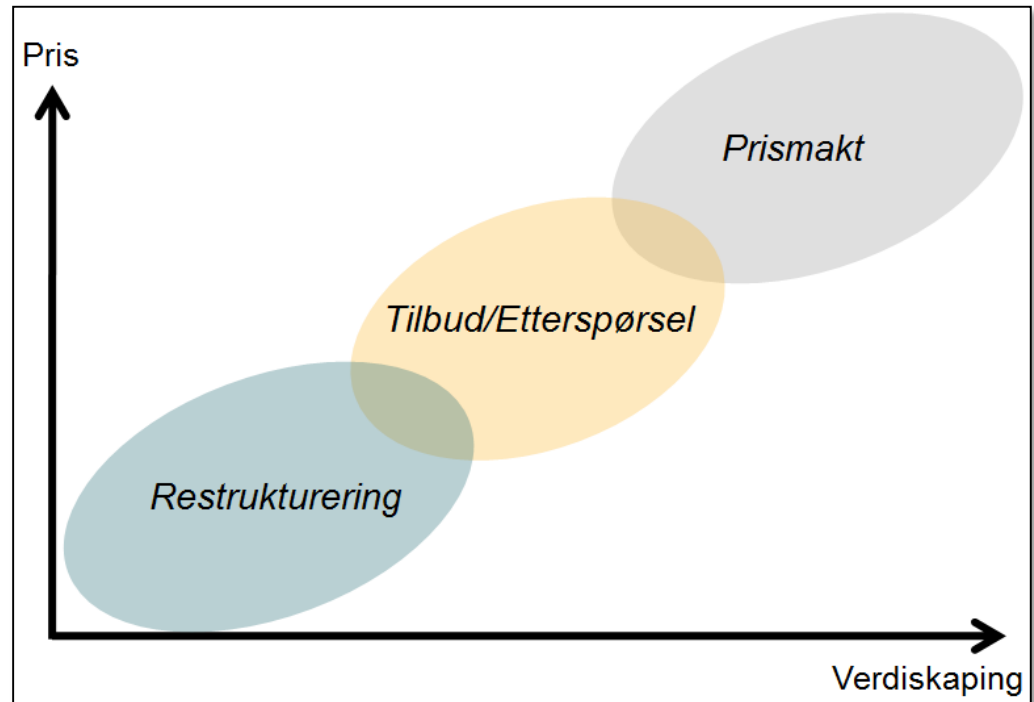 Pris
Prismakt
Tilbud/Etterspørsel
Restrukturering
Verdiskaping